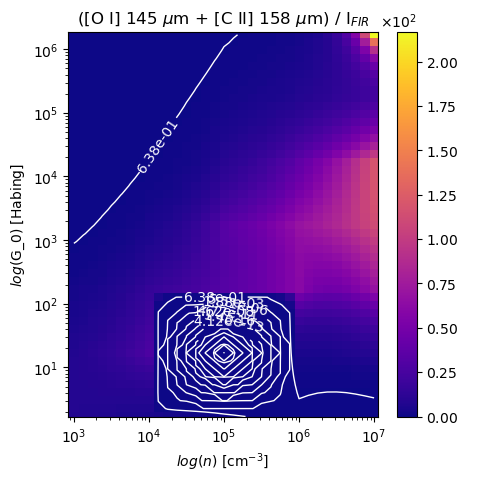 ([O I] 145 μm + [C II] 158 μm) / I_FIR ×10²
10⁶
10⁵
10⁴
10³
10²
10¹
log(G_0) [Habing]
6.38e-01
6.38e-01
10³ 10⁴ 10⁵ 10⁶ 10⁷
log(n) [cm⁻³]
2.00
1.75
1.50
1.25
1.00
0.75
0.50
0.25
0.00